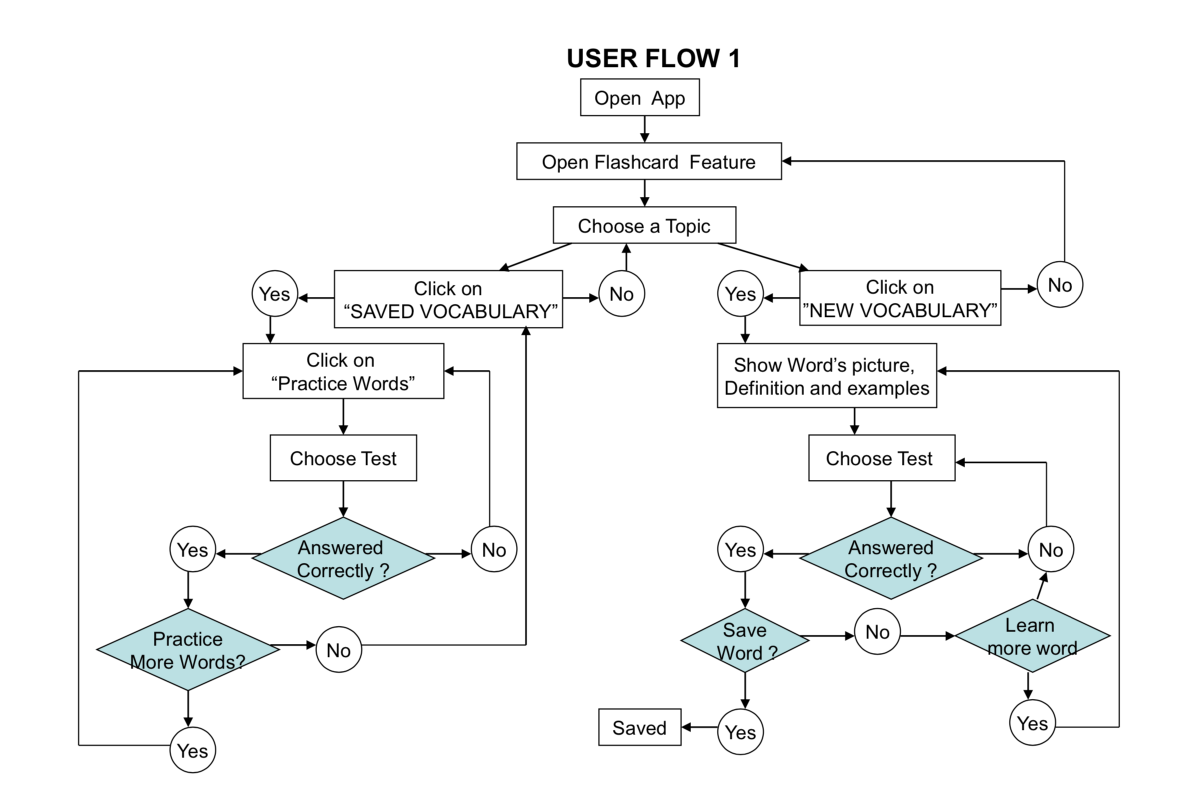 USER FLOW 1
Open App
Open Flashcard Feature
Choose a Topic
Yes
Click on
“SAVED VOCABULARY”
No
Yes
Click on
”NEW VOCABULARY”
No
Click on
“Practice Words”
Show Word’s picture,
Definition and examples
Choose Test
Choose Test
Yes
Answered
Correctly ?
No
Yes
Answered
Correctly ?
No
Practice
More Words?
No
Save
Word ?
No
Learn
more word
Yes
Saved
Yes
Yes